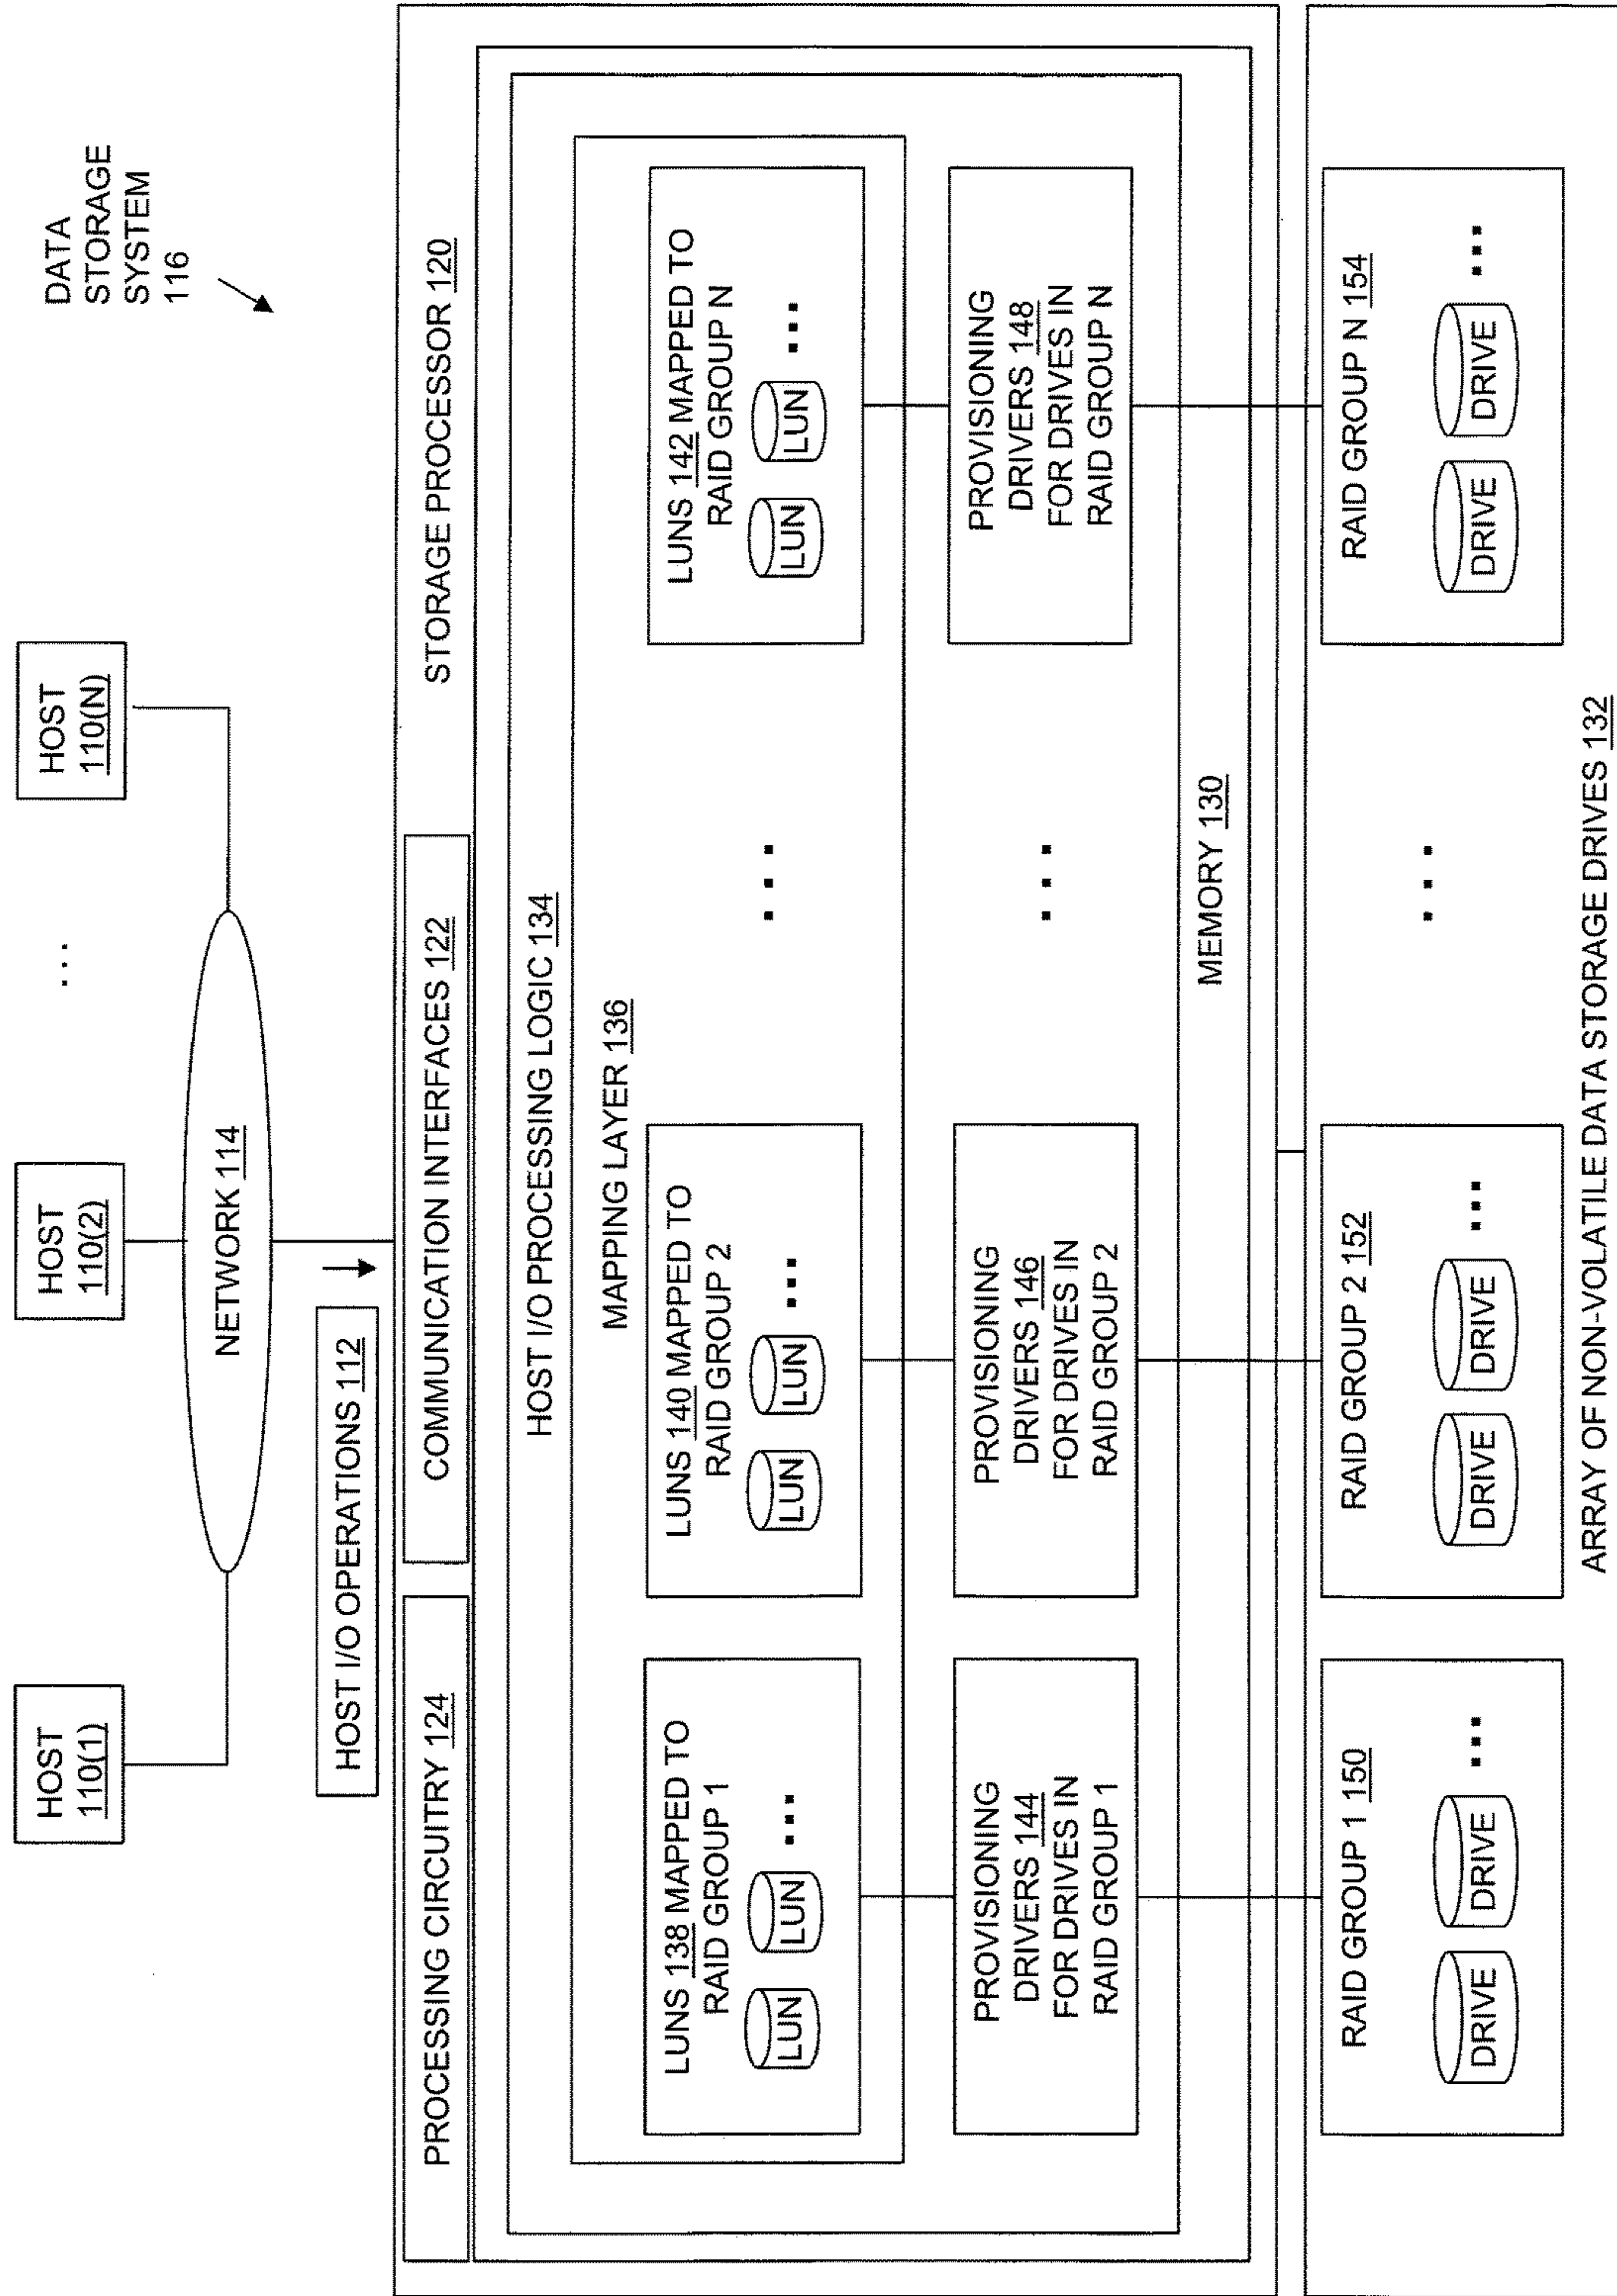 DATA
STORAGE
SYSTEM
116
HOST
110(1)
HOST
110(2)
...
HOST
110(N)
NETWORK 114
HOST I/O OPERATIONS 112
PROCESSING CIRCUITRY 124
COMMUNICATION INTERFACES 122
STORAGE PROCESSOR 120
HOST I/O PROCESSING LOGIC 134
MAPPING LAYER 136
LUNS 138 MAPPED TO
RAID GROUP 1
LUN
LUN
...
LUNS 140 MAPPED TO
RAID GROUP 2
LUN
LUN
...
...
LUNS 142 MAPPED TO
RAID GROUP N
LUN
LUN
...
PROVISIONING
DRIVERS 144
FOR DRIVES IN
RAID GROUP 1
PROVISIONING
DRIVERS 146
FOR DRIVES IN
RAID GROUP 2
...
PROVISIONING
DRIVERS 148
FOR DRIVES IN
RAID GROUP N
MEMORY 130
RAID GROUP 1 150
DRIVE
DRIVE
...
RAID GROUP 2 152
DRIVE
DRIVE
...
...
RAID GROUP N 154
DRIVE
DRIVE
...
ARRAY OF NON-VOLATILE DATA STORAGE DRIVES 132